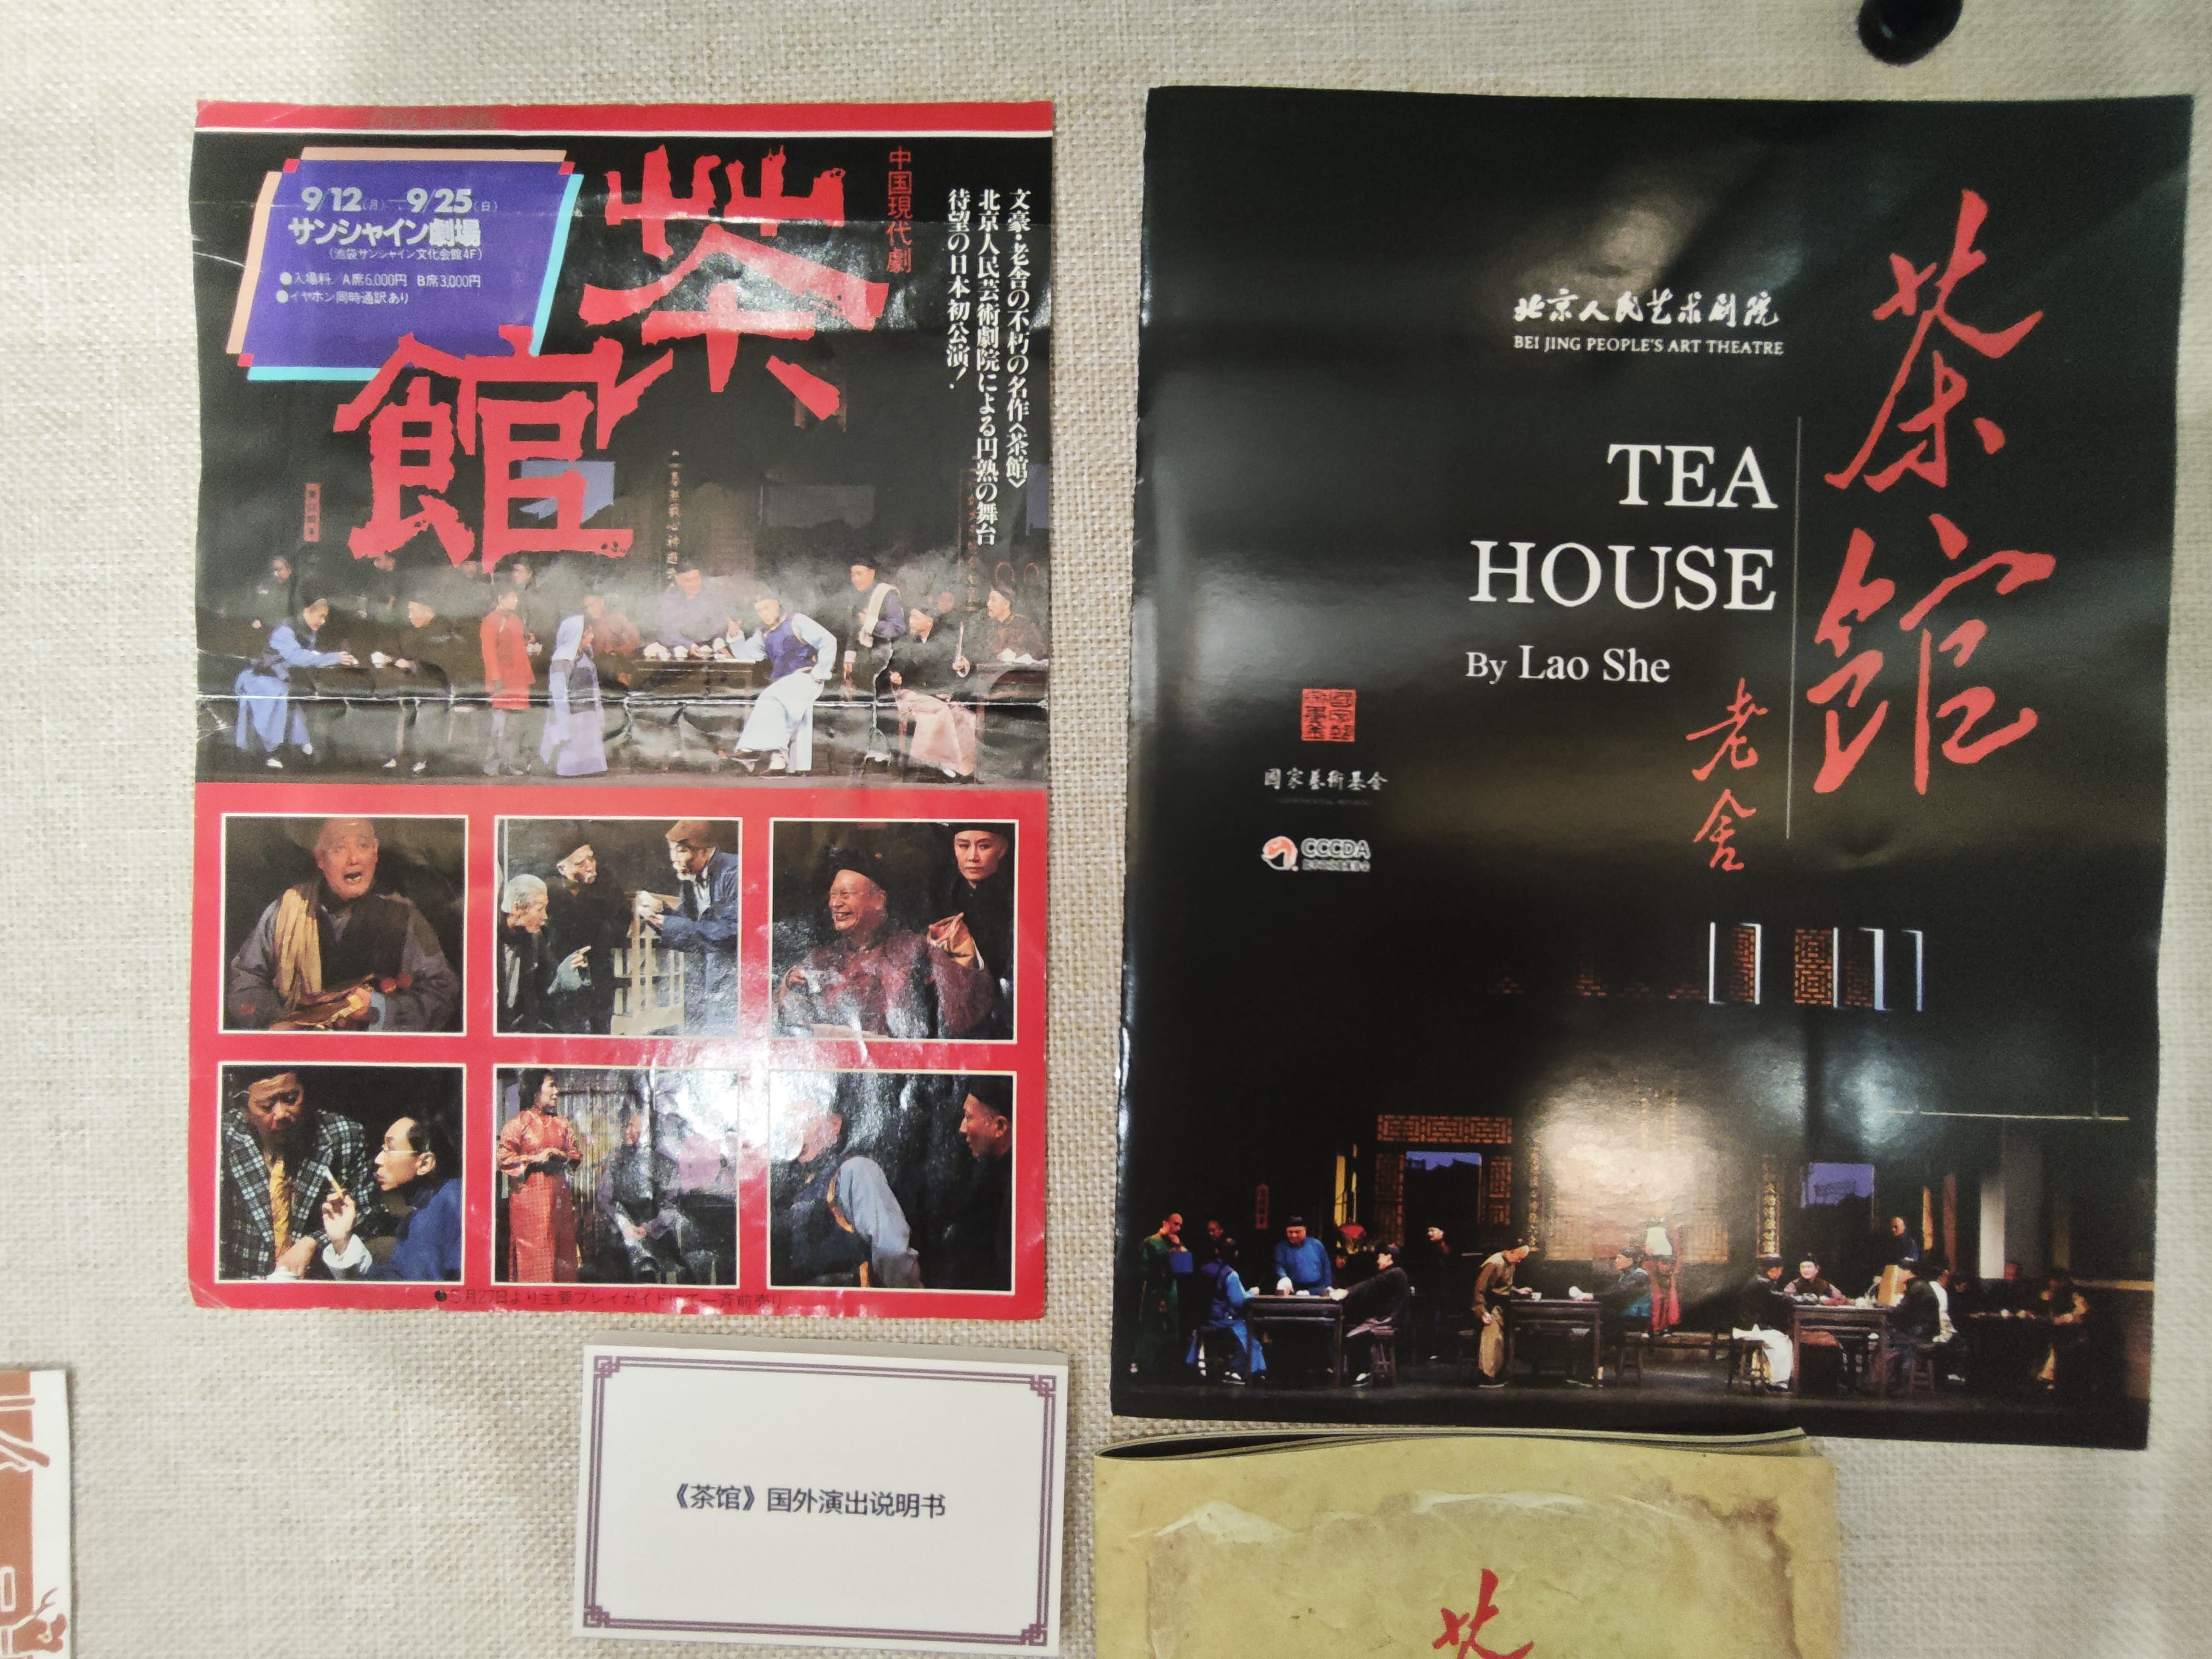 9/12(月)—9/25(日)
サンシャイン劇場
(池袋サンシャイン文化会館4F)
●入場料/A席6,000円 B席3,000円
●イヤホン同時通訳あり
中国現代劇
茶館
文豪・老舎の不朽の名作〈茶館〉
北京人民芸術劇院による円熟の舞台
待望の日本初公演!
《茶馆》国外演出说明书
北京人民艺术剧院
BEI JING PEOPLE'S ART THEATRE
茶馆
TEA
HOUSE
By Lao She
老舍
国家藝術基金
CCCDA